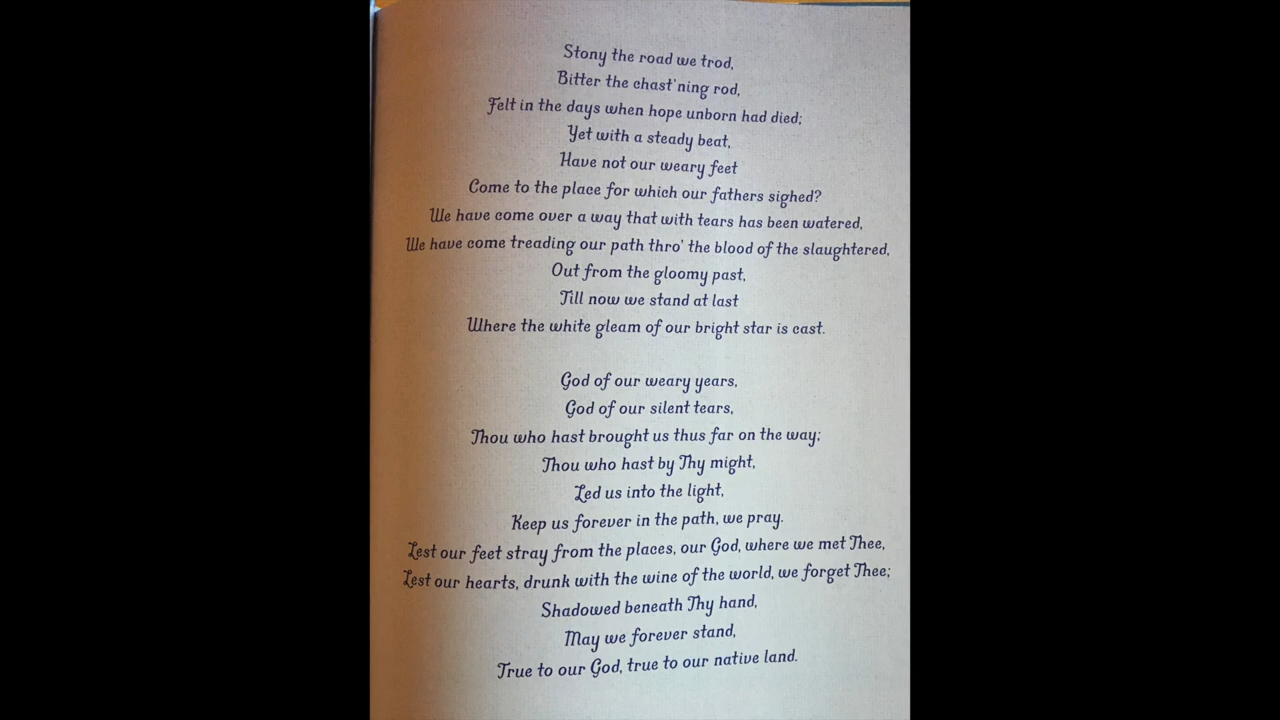 Stony the road we trod,
Bitter the chast'ning rod,
Felt in the days when hope unborn had died;
Yet with a steady beat,
Have not our weary feet
Come to the place for which our fathers sighed?
We have come over a way that with tears has been watered,
We have come treading our path thro' the blood of the slaughtered,
Out from the gloomy past,
Till now we stand at last
Where the white gleam of our bright star is cast.

God of our weary years,
God of our silent tears,
Thou who hast brought us thus far on the way;
Thou who hast by Thy might,
Led us into the light,
Keep us forever in the path, we pray.
Lest our feet stray from the places, our God, where we met Thee,
Lest our hearts, drunk with the wine of the world, we forget Thee;
Shadowed beneath Thy hand,
May we forever stand,
True to our God, true to our native land.